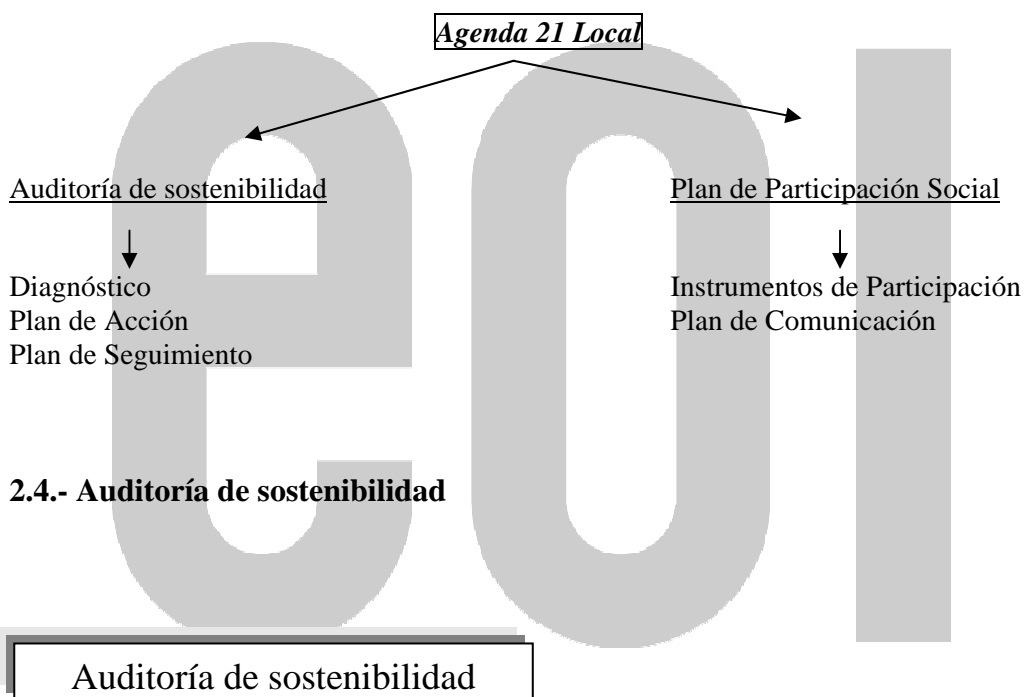 Agenda 21 Local
Auditoría de sostenibilidad
Plan de Participación Social
Diagnóstico
Plan de Acción
Plan de Seguimiento
Instrumentos de Participación
Plan de Comunicación
2.4.- Auditoría de sostenibilidad
Auditoría de sostenibilidad
eoi